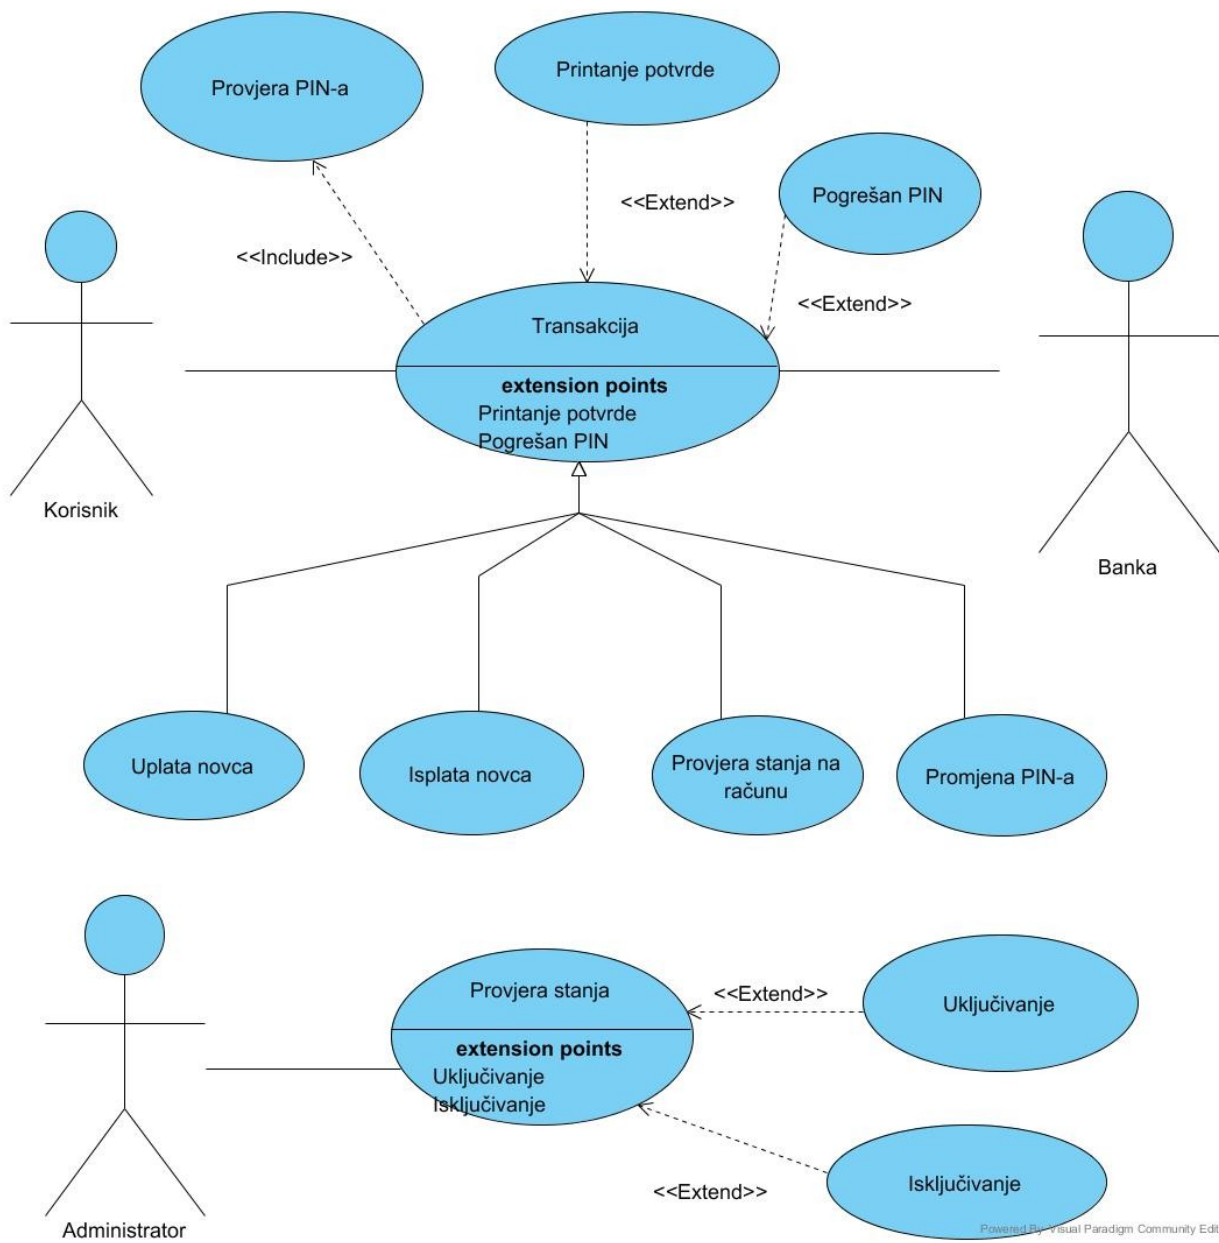 Provjera PIN-a
Printanje potvrde
Pogrešan PIN
<<Extend>>
<<Include>>
<<Extend>>
Transakcija
extension points
Printanje potvrde
Pogrešan PIN
Korisnik
Banka
Uplata novca
Isplata novca
Provjera stanja na
računu
Promjena PIN-a
Provjera stanja
extension points
Uključivanje
Isključivanje
<<Extend>>
Uključivanje
<<Extend>>
Isključivanje
Administrator
Powered By Visual Paradigm Community Edit